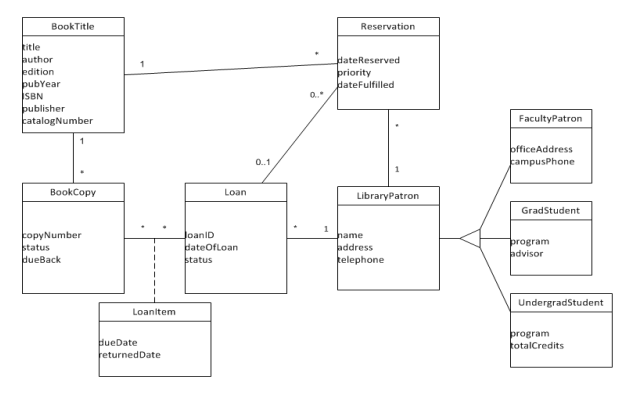 BookTitle
title
author
edition
pubYear
ISBN
publisher
catalogNumber
Reservation
dateReserved
priority
dateFulfilled
1
*
0..*
0..1
1
*
*
1
FacultyPatron
officeAddress
campusPhone
BookCopy
copyNumber
status
dueBack
*
*
Loan
loanID
dateOfLoan
status
*
1
LibraryPatron
name
address
telephone
GradStudent
program
advisor
UndergradStudent
program
totalCredits
LoanItem
dueDate
returnedDate